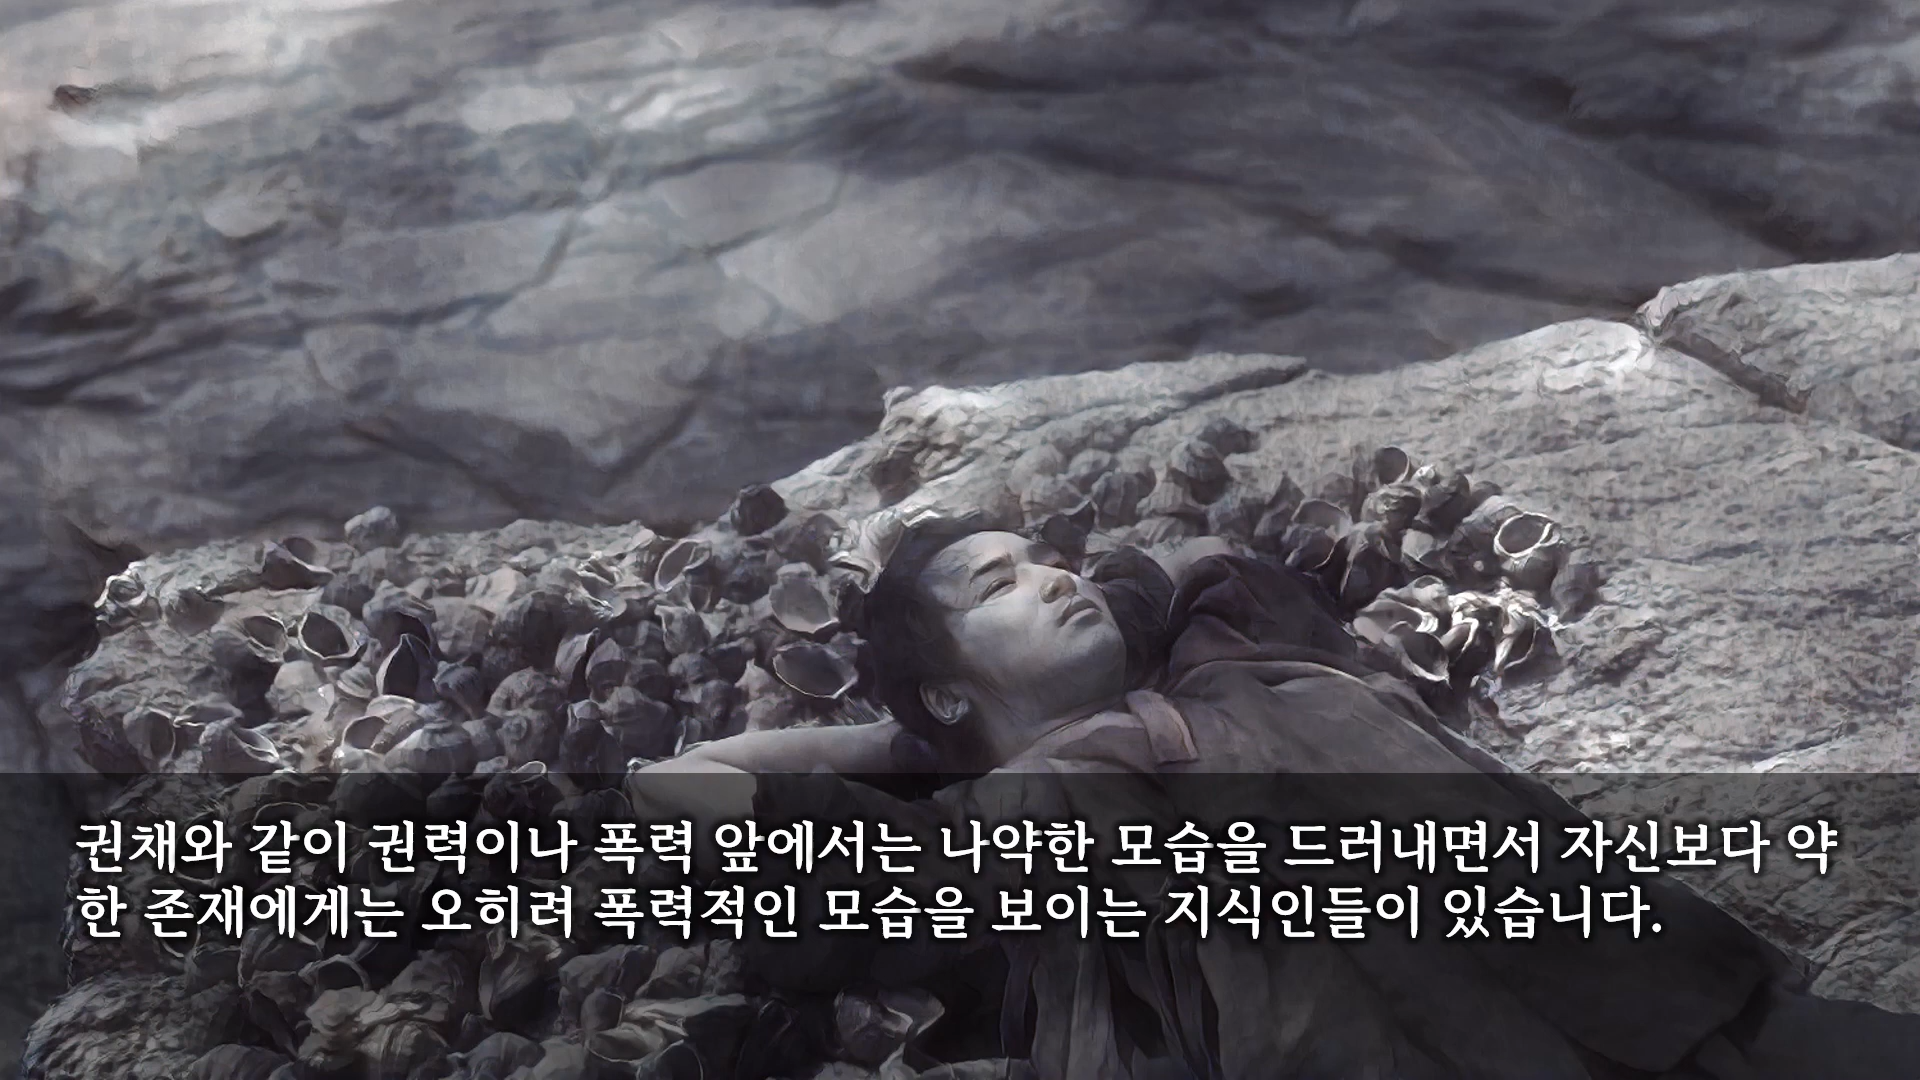 권채와 같이 권력이나 폭력 앞에서는 나약한 모습을 드러내면서 자신보다 약
한 존재에게는 오히려 폭력적인 모습을 보이는 지식인들이 있습니다.